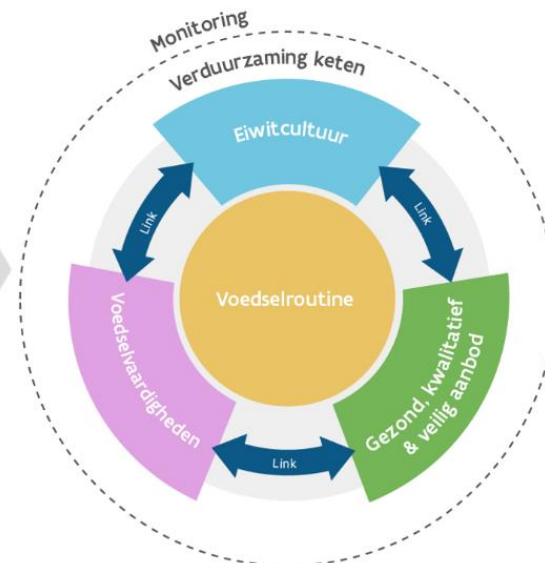 Monitoring
Verduurzaming keten
Eiwitcultuur
Link
Link
Voedselroutine
Voedselvaardigheden
Gezond, kwalitatief
& veilig aanbod
Link